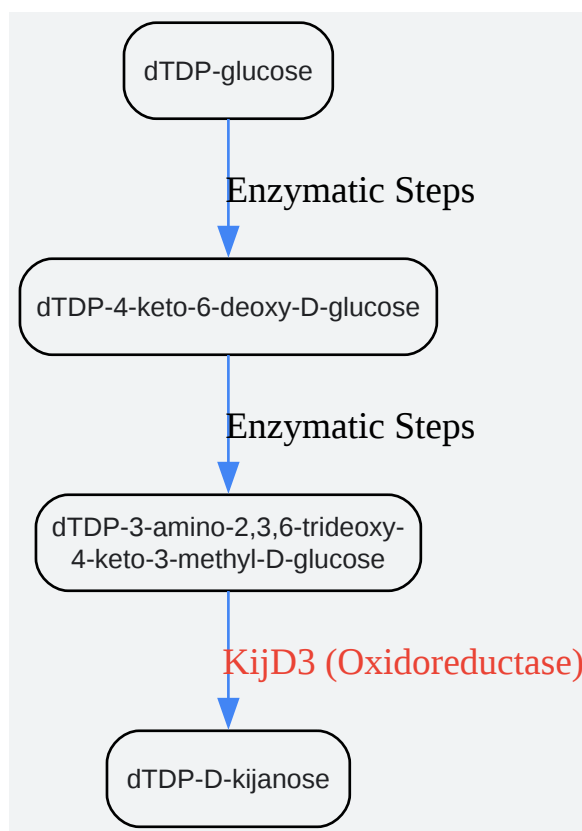 dTDP-glucose
Enzymatic Steps
dTDP-4-keto-6-deoxy-D-glucose
Enzymatic Steps
dTDP-3-amino-2,3,6-trideoxy-
4-keto-3-methyl-D-glucose
KijD3 (Oxidoreductase)
dTDP-D-kijanose